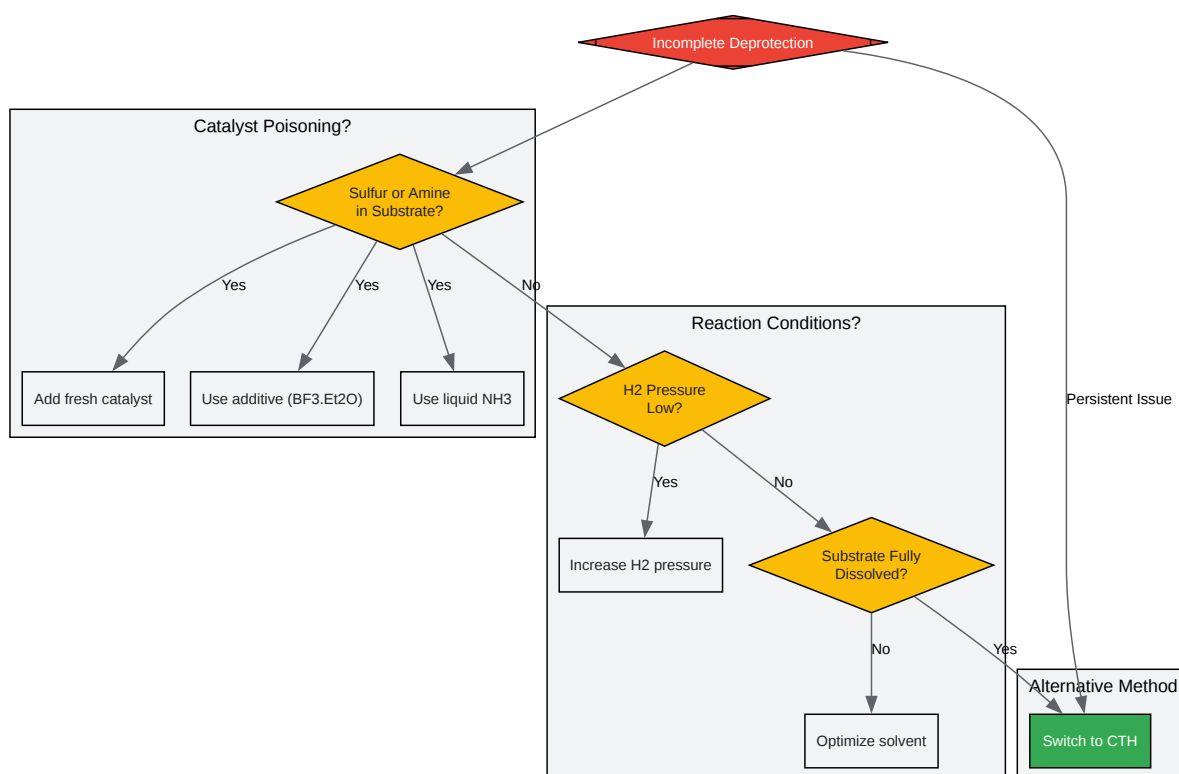 Incomplete Deprotection
Catalyst Poisoning?
Sulfur or Amine
in Substrate?
Yes
Yes
Yes
No
Add fresh catalyst
Use additive (BF3.Et2O)
Use liquid NH3
Reaction Conditions?
H2 Pressure
Low?
Persistent Issue
Yes
No
Increase H2 pressure
Substrate Fully
Dissolved?
No
Yes
Optimize solvent
Alternative Method
Switch to CTH